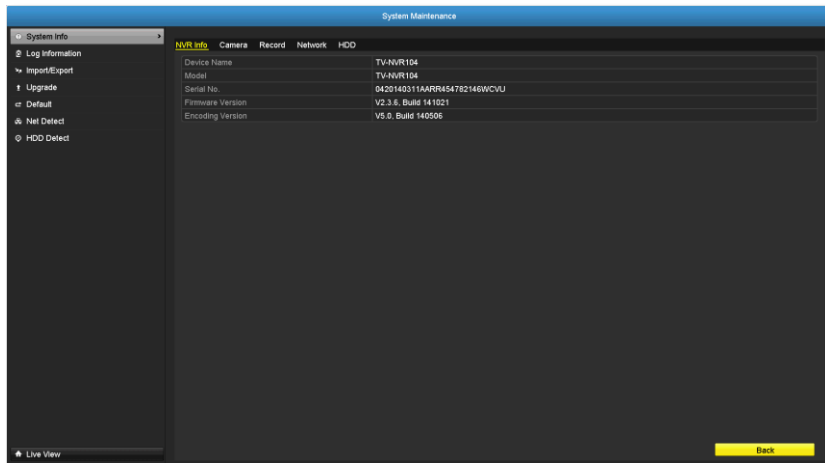 System Maintenance
System Info
Log Information
Import/Export
Upgrade
Default
Net Detect
HDD Detect
Live View
NVR Info Camera Record Network HDD
Device Name TV-NVR104
Model TV-NVR104
Serial No. 0420140311AARR454782146WCVU
Firmware Version V2.3.6, Build 141021
Encoding Version V5.0, Build 140506
Back